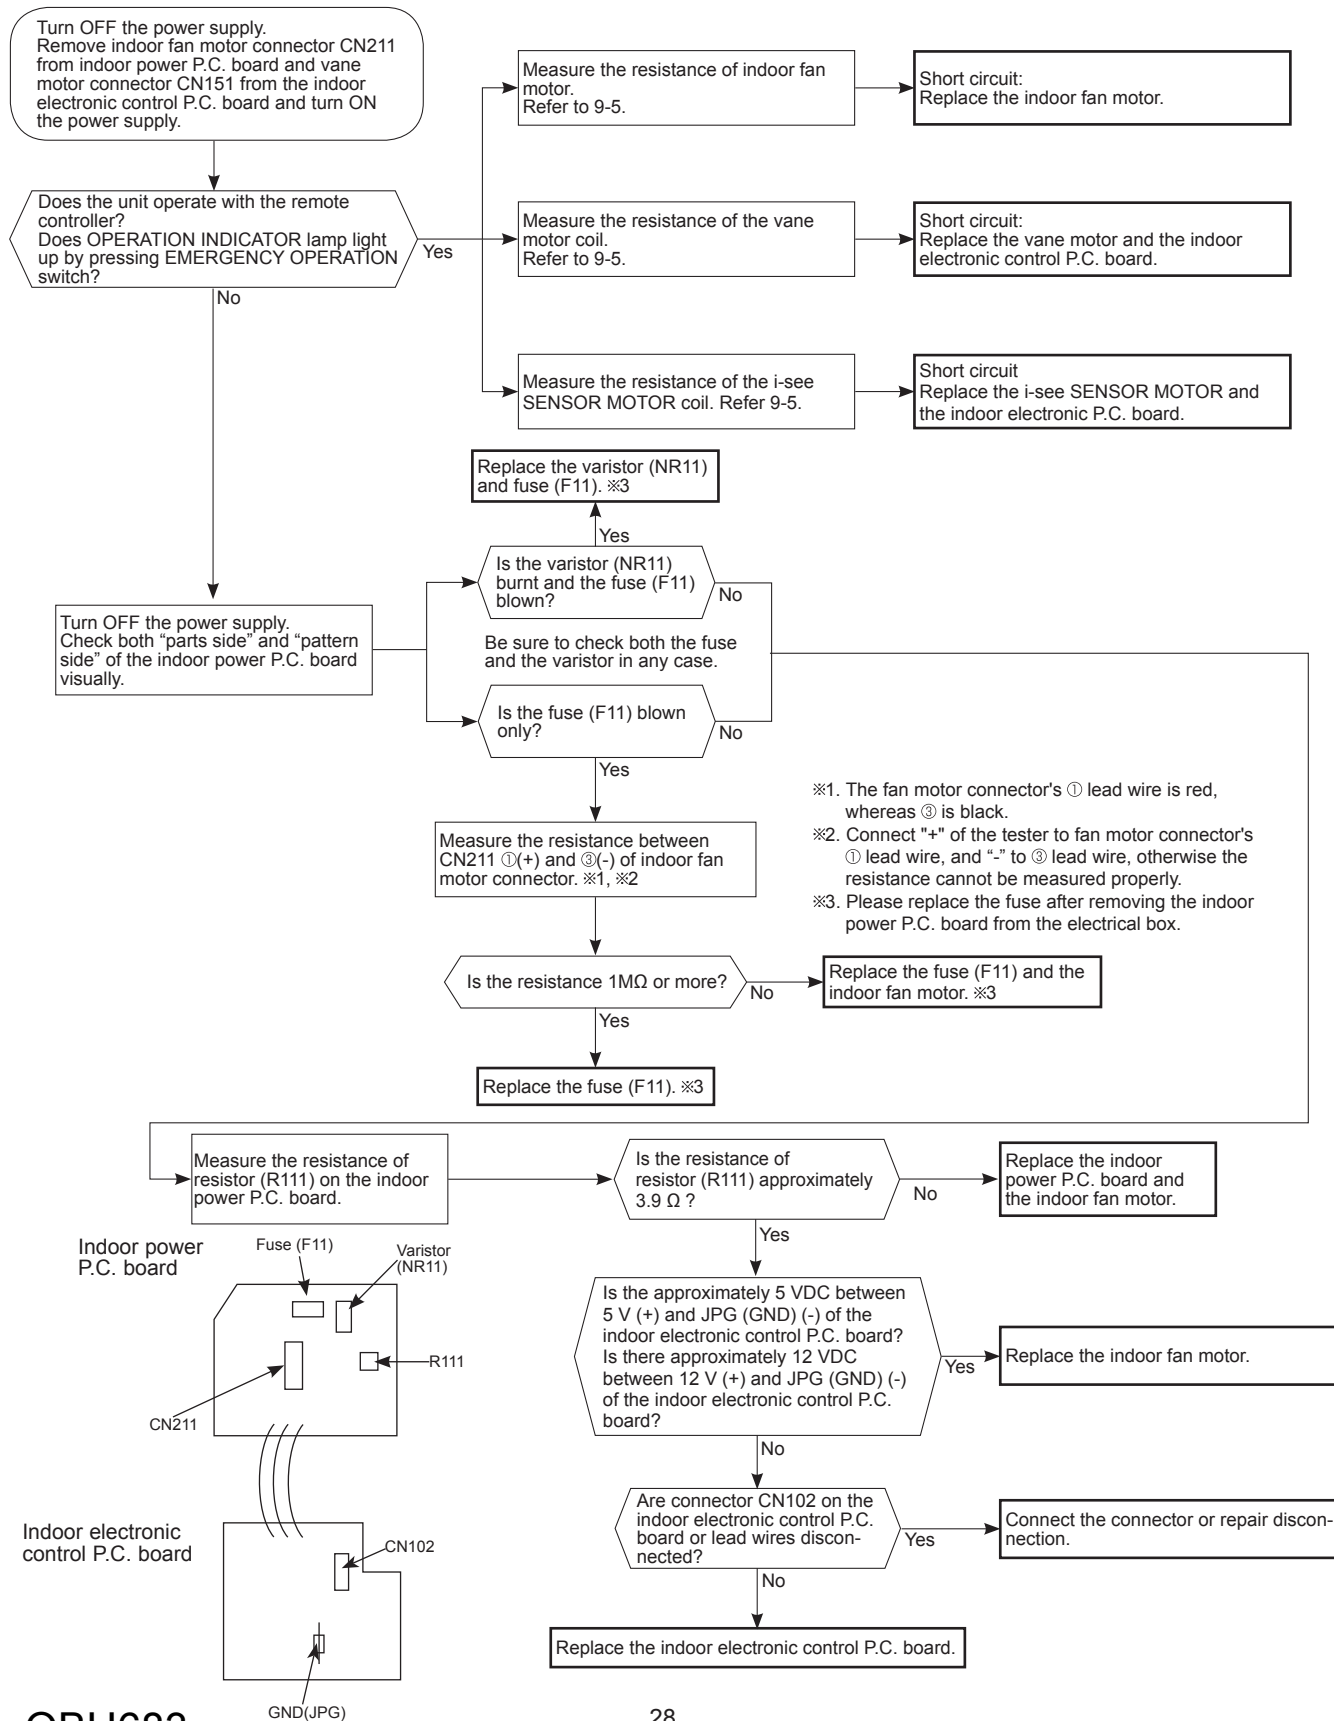 Turn OFF the power supply.
Remove indoor fan motor connector CN211
from indoor power P.C. board and vane
motor connector CN151 from the indoor
electronic control P.C. board and turn ON
the power supply.
Measure the resistance of indoor fan
motor.
Refer to 9-5.
Short circuit:
Replace the indoor fan motor.
Does the unit operate with the remote
controller?
Does OPERATION INDICATOR lamp light
up by pressing EMERGENCY OPERATION
switch?
Yes
No
Measure the resistance of the vane
motor coil.
Refer to 9-5.
Short circuit:
Replace the vane motor and the indoor
electronic control P.C. board.
Measure the resistance of the i-see
SENSOR MOTOR coil. Refer 9-5.
Short circuit
Replace the i-see SENSOR MOTOR and
the indoor electronic P.C. board.
Replace the varistor (NR11)
and fuse (F11). ※3
Yes
Is the varistor (NR11)
burnt and the fuse (F11)
blown?
No
Turn OFF the power supply.
Check both “parts side” and “pattern
side” of the indoor power P.C. board
visually.
Be sure to check both the fuse
and the varistor in any case.
Is the fuse (F11) blown
only?
No
Yes
※1. The fan motor connector's ① lead wire is red,
whereas ③ is black.
※2. Connect "+" of the tester to fan motor connector's
① lead wire, and “-” to ③ lead wire, otherwise the
resistance cannot be measured properly.
※3. Please replace the fuse after removing the indoor
power P.C. board from the electrical box.
Measure the resistance between
CN211 ①(+) and ③(-) of indoor fan
motor connector. ※1, ※2
Is the resistance 1MΩ or more?
No
Replace the fuse (F11) and the
indoor fan motor. ※3
Yes
Replace the fuse (F11). ※3
Measure the resistance of
resistor (R111) on the indoor
power P.C. board.
Is the resistance of
resistor (R111) approximately
3.9 Ω ?
No
Replace the indoor
power P.C. board and
the indoor fan motor.
Yes
Indoor power
P.C. board
Fuse (F11)
Varistor
(NR11)
R111
CN211
Is the approximately 5 VDC between
5 V (+) and JPG (GND) (-) of the
indoor electronic control P.C. board?
Is there approximately 12 VDC
between 12 V (+) and JPG (GND) (-)
of the indoor electronic control P.C.
board?
Yes
Replace the indoor fan motor.
No
Are connector CN102 on the
indoor electronic control P.C.
board or lead wires discon-
nected?
Yes
Connect the connector or repair discon-
nection.
No
Replace the indoor electronic control P.C. board.
Indoor electronic
control P.C. board
CN102
GND(JPG)
28